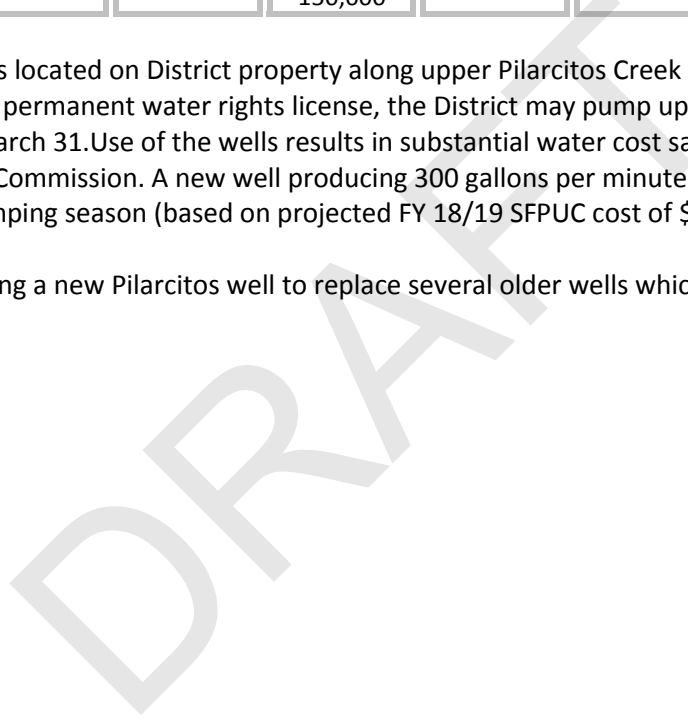 150,000
s located on District property along upper Pilarcitos Creek
permanent water rights license, the District may pump up
arch 31.Use of the wells results in substantial water cost sa
Commission. A new well producing 300 gallons per minute
nping season (based on projected FY 18/19 SFPUC cost of $
ng a new Pilarcitos well to replace several older wells whic
DRAFT